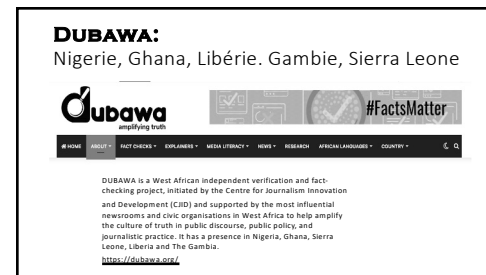 DUBAWA:
Nigerie, Ghana, Libérie. Gambie, Sierra Leone
Dubawa
amplifying truth
#FactsMatter
HOME ABOUT FACT CHECKS EXPLAINERS MEDIA LITERACY NEWS RESEARCH AFRICAN LANGUAGES COUNTRY
DUBAWA is a West African independent verification and fact-
checking project, initiated by the Centre for Journalism Innovation
and Development (CJID) and supported by the most influential
newsrooms and civic organisations in West Africa to help amplify
the culture of truth in public discourse, public policy, and
journalistic practice. It has a presence in Nigeria, Ghana, Sierra
Leone, Liberia and The Gambia.
https://dubawa.org/